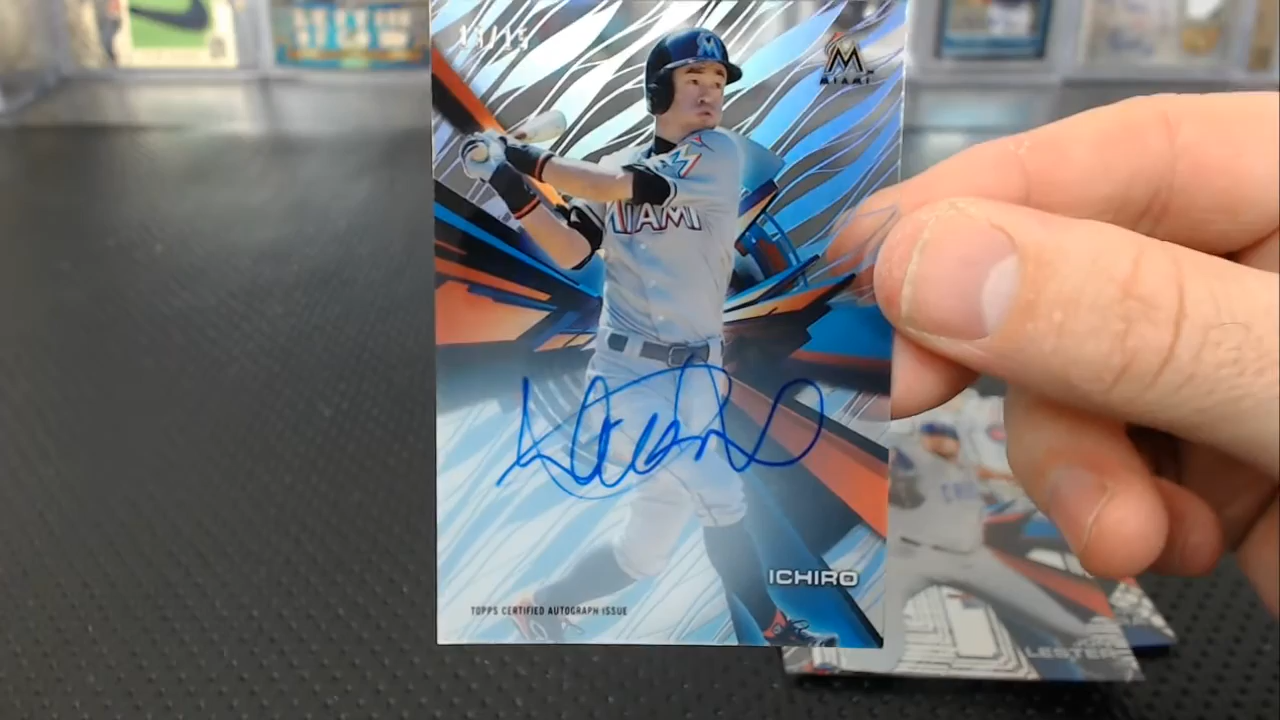 MIAMI
MIAMI
ICHIRO
TOPPS CERTIFIED AUTOGRAPH ISSUE
LESTER